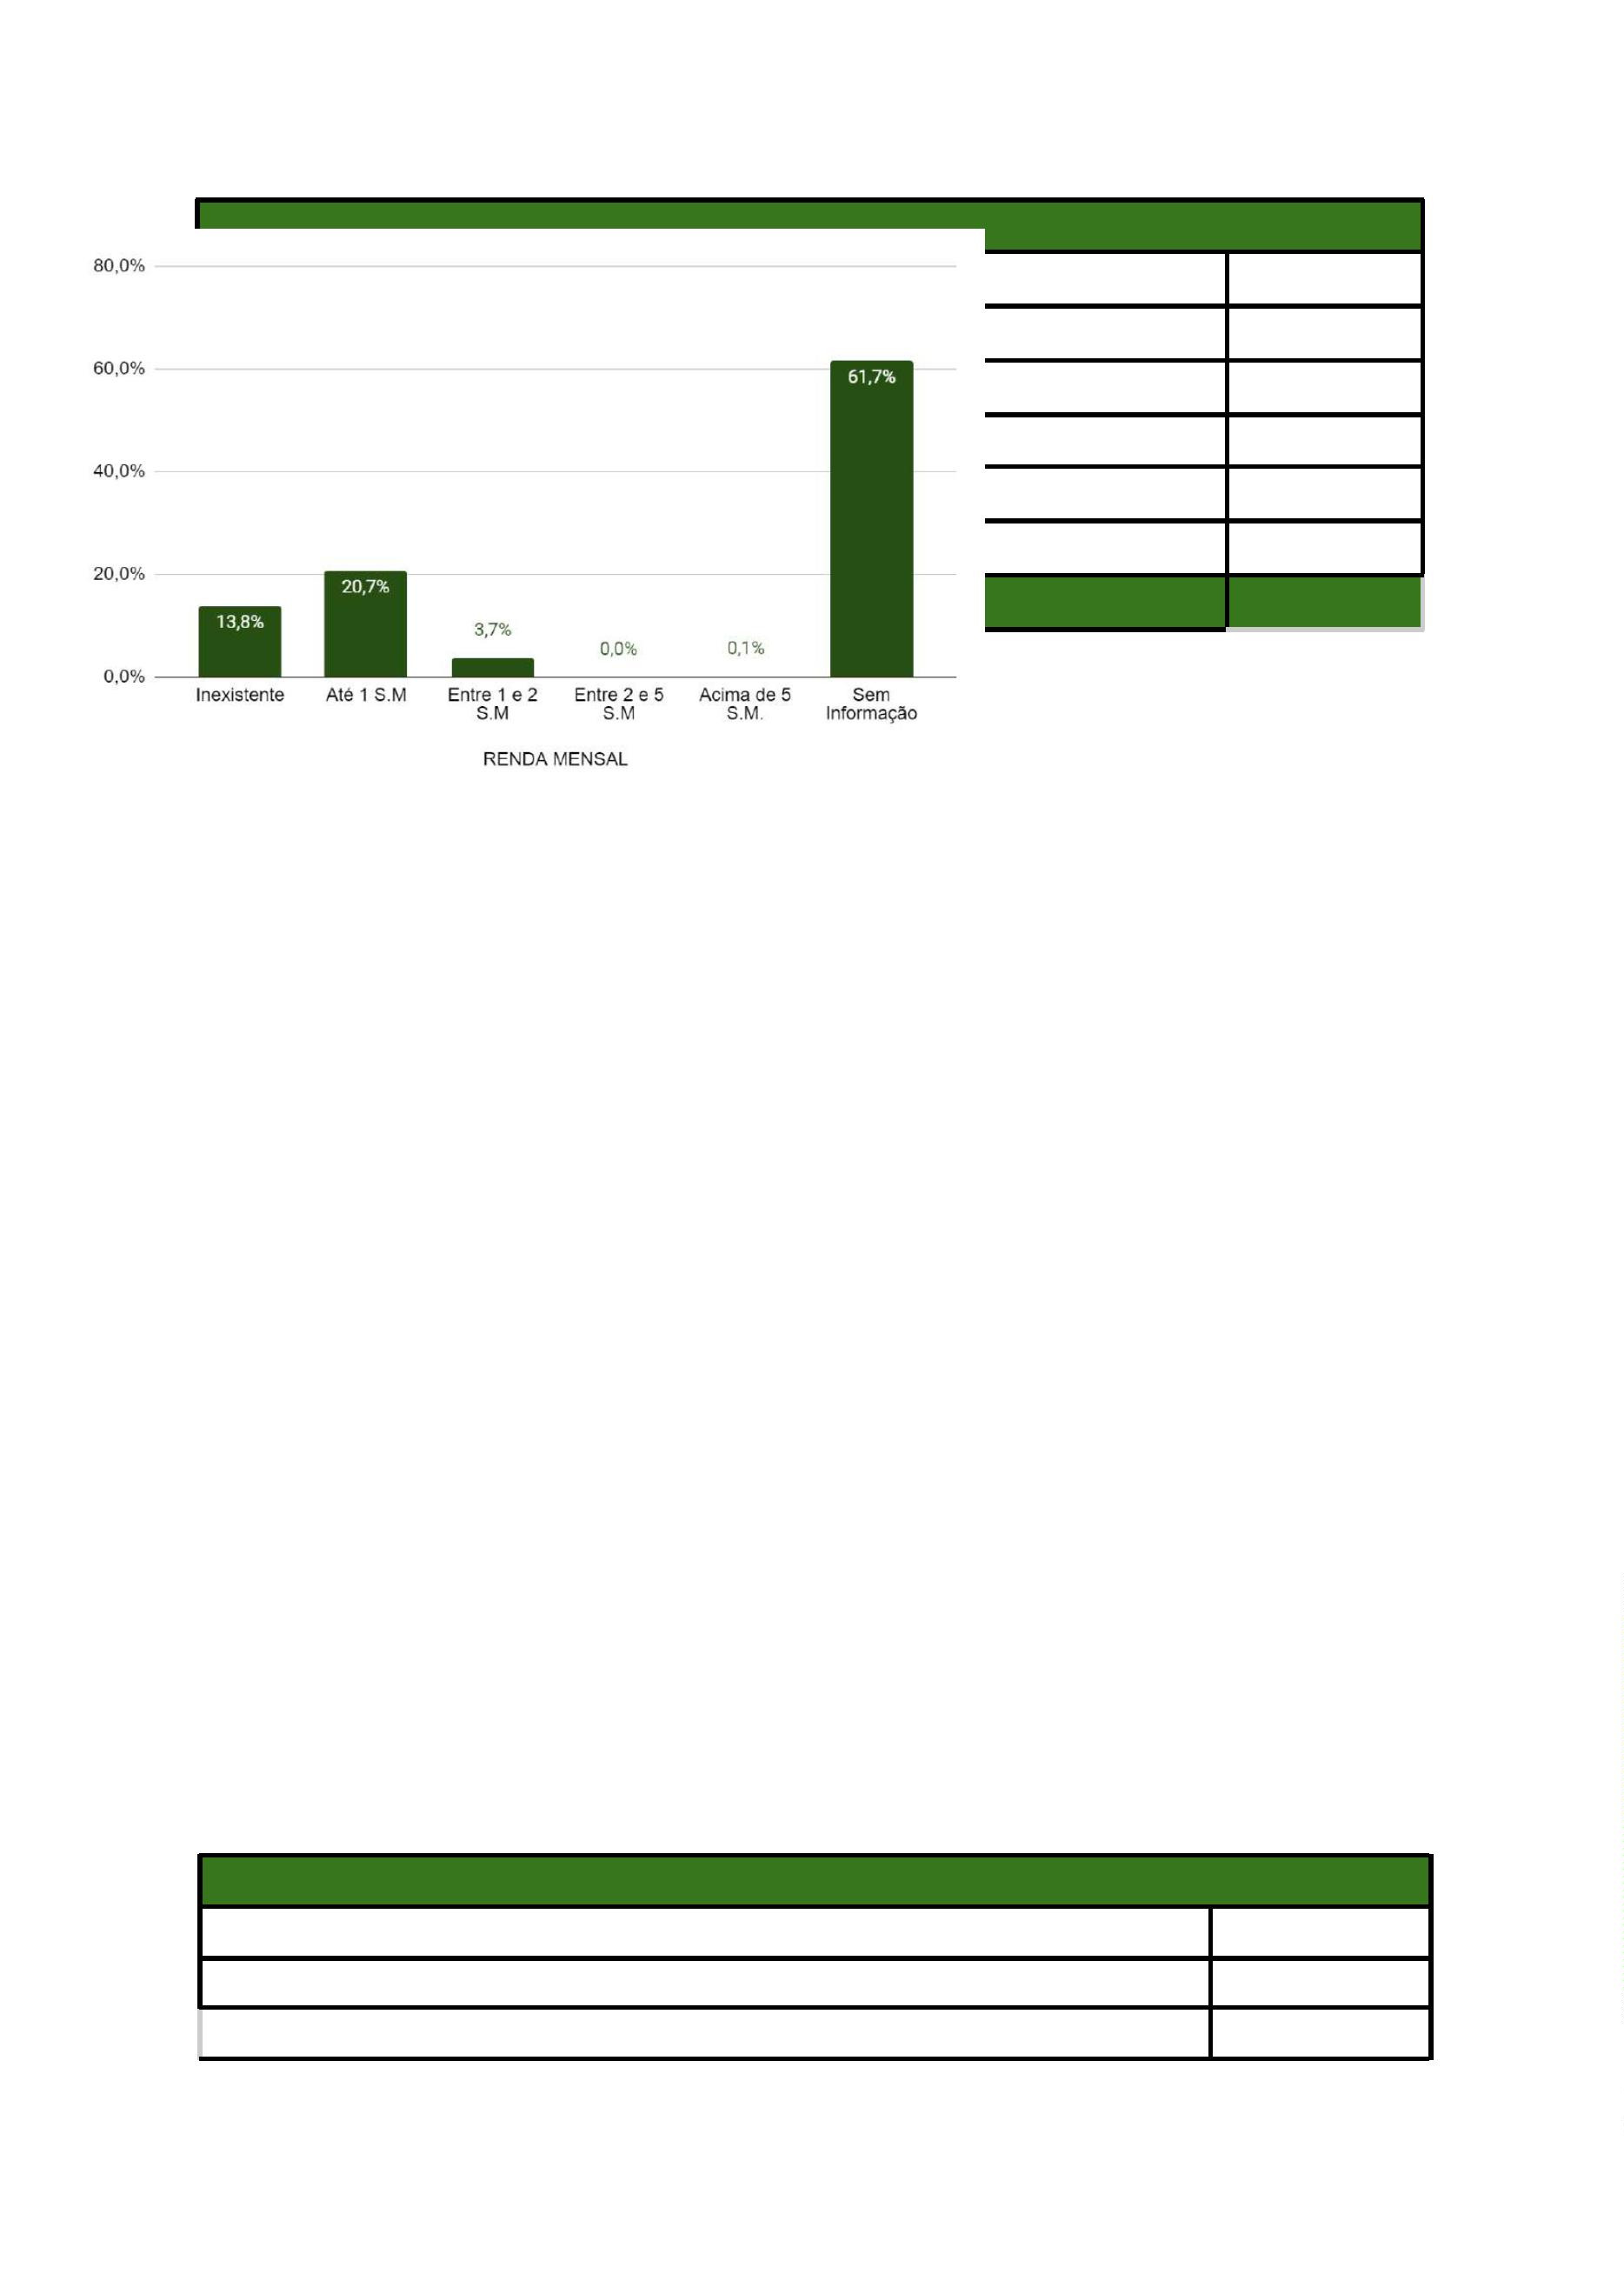 80,0%
60,0%
40,0%
20,0%
0,0%
13,8%
20,7%
3,7%
0,0%
0,1%
61,7%
Inexistente
Até 1 S.M
Entre 1 e 2
S.M
Entre 2 e 5
S.M
Acima de 5
S.M.
Sem
Informação
RENDA MENSAL